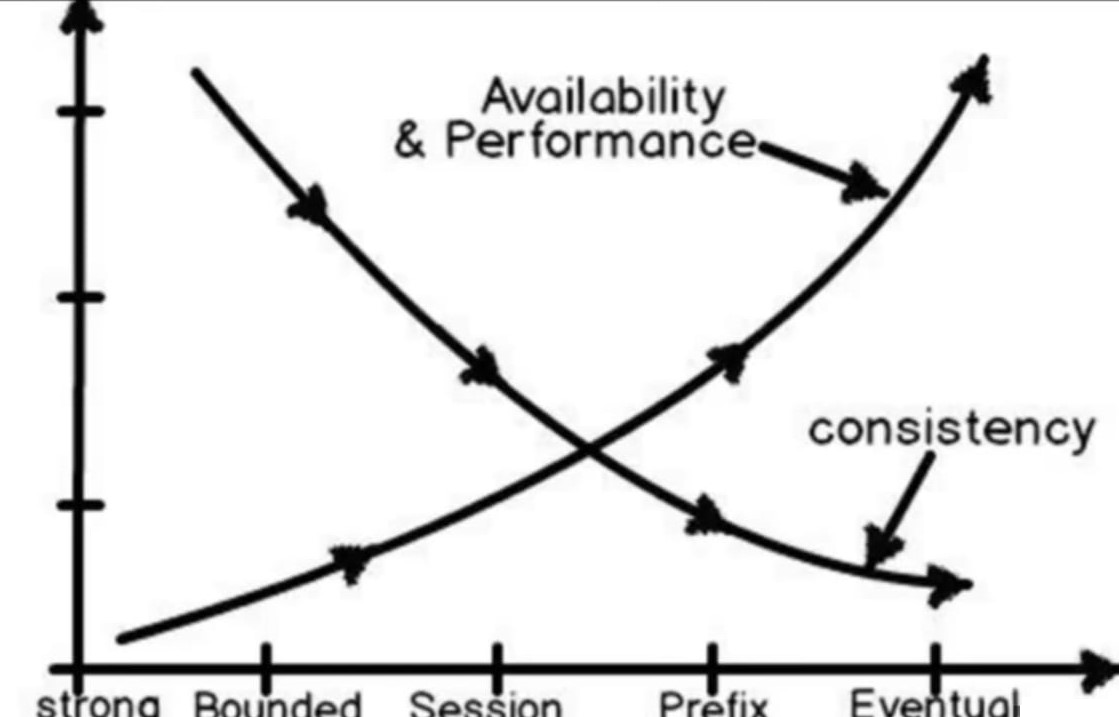 Availability
& Performance
consistency
strong Bounded Session Prefix Eventual